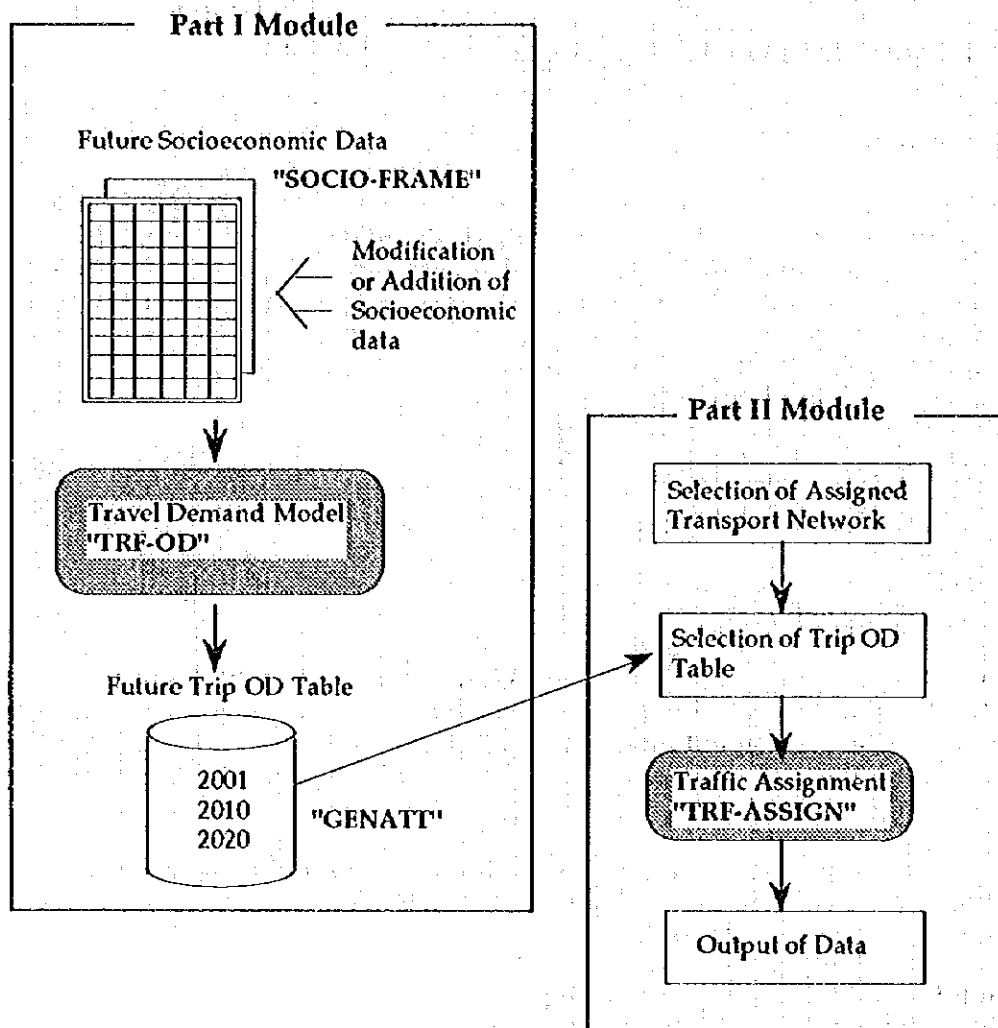 Part I Module
Future Socioeconomic Data
"SOCIO-FRAME"
Modification
or Addition of
Socioeconomic
data
Travel Demand Model
"TRF-OD"
Future Trip OD Table
2001
2010
2020
"GENATT"
Part II Module
Selection of Assigned
Transport Network
Selection of Trip OD
Table
Traffic Assignment
"TRF-ASSIGN"
Output of Data